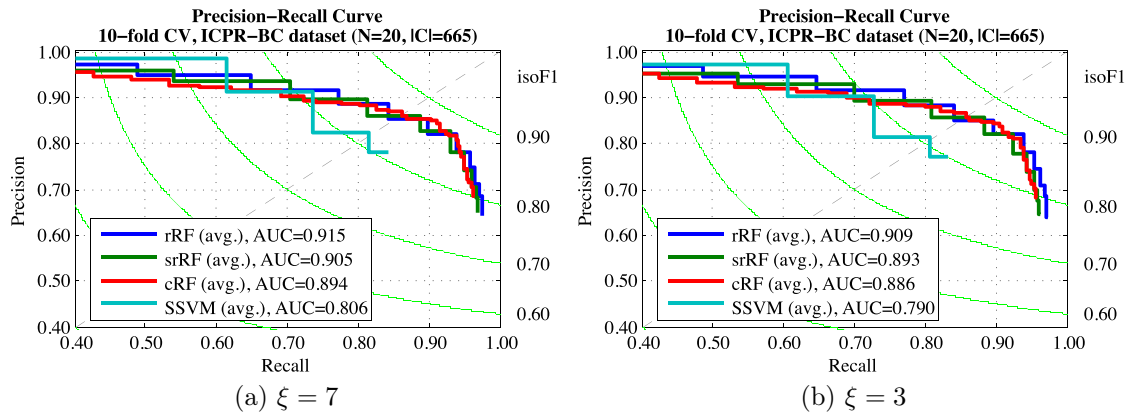 Precision−Recall Curve
10−fold CV, ICPR−BC dataset (N=20, |C|=665)
1.00
0.90
0.80
0.70
0.60
0.50
0.40
Precision
isoF1
0.90
0.80
0.70
0.60
rRF (avg.), AUC=0.915
srRF (avg.), AUC=0.905
cRF (avg.), AUC=0.894
SSVM (avg.), AUC=0.806
0.40 0.50 0.60 0.70 0.80 0.90 1.00
Recall
(a) ξ = 7
Precision−Recall Curve
10−fold CV, ICPR−BC dataset (N=20, |C|=665)
1.00
0.90
0.80
0.70
0.60
0.50
0.40
Precision
isoF1
0.90
0.80
0.70
0.60
rRF (avg.), AUC=0.909
srRF (avg.), AUC=0.893
cRF (avg.), AUC=0.886
SSVM (avg.), AUC=0.790
0.40 0.50 0.60 0.70 0.80 0.90 1.00
Recall
(b) ξ = 3